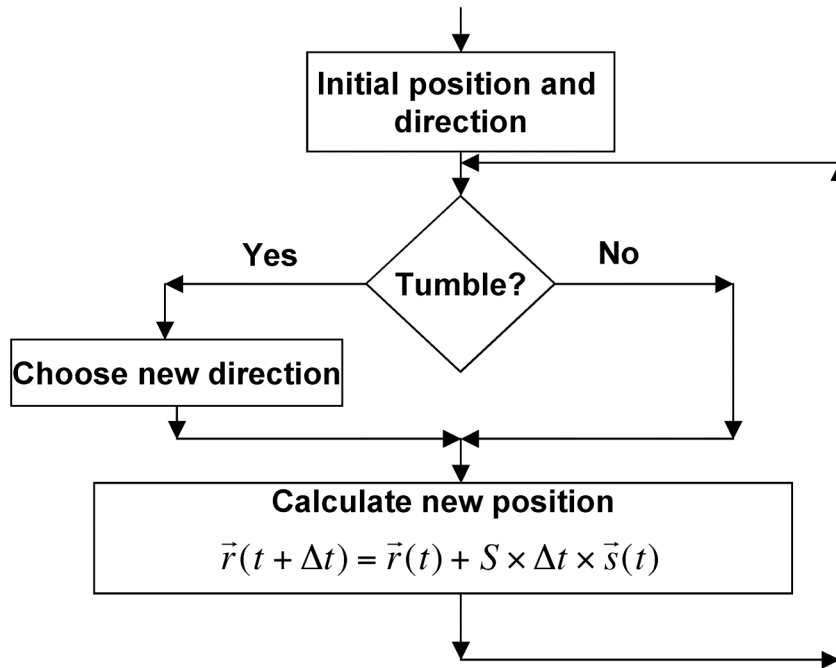 Initial position and
direction
Yes
Tumble?
No
Choose new direction
Calculate new position
r⃗(t + Δt) = r⃗(t) + S × Δt × s⃗(t)